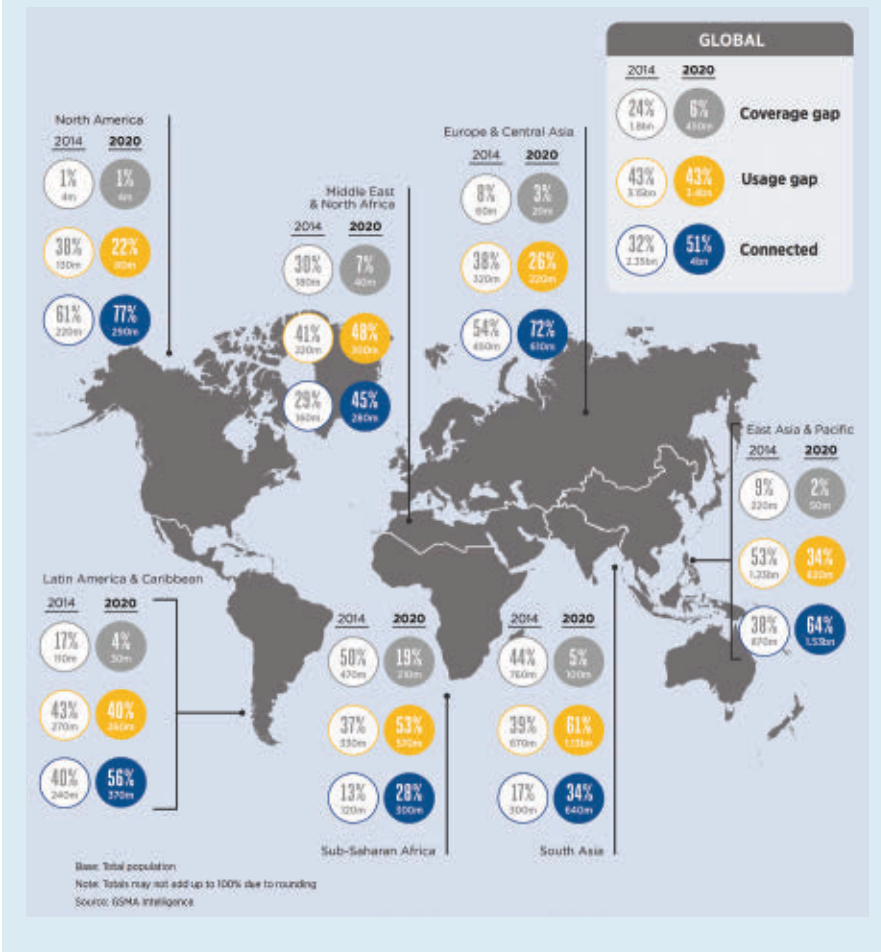 GLOBAL
2014 2020
24% 6% Coverage gap
1.8bn 450m
43% 43% Usage gap
3.15bn 3.4bn
32% 51% Connected
2.35bn 4bn
North America
2014 2020
1% 1%
4m 4m
38% 22%
130m 80m
61% 77%
220m 290m
Middle East
& North Africa
2014 2020
30% 7%
180m 40m
41% 48%
220m 300m
29% 45%
160m 280m
Europe & Central Asia
2014 2020
8% 3%
60m
38% 26%
320m 220m
54% 72%
450m 610m
East Asia & Pacific
2014 2020
9% 2%
220m 50m
53% 34%
1.23bn 820m
38% 64%
870m 1.53bn
Latin America & Caribbean
2014 2020
17% 4%
110m 30m
43% 40%
270m 260m
40% 56%
240m 370m
2014 2020
50% 19%
470m 210m
37% 53%
330m 570m
13% 28%
120m 300m
Sub-Saharan Africa
2014 2020
44% 5%
760m 100m
39% 61%
670m 1.13bn
17% 34%
300m 640m
South Asia
Base: Total population
Note: Totals may not add up to 100% due to rounding
Source: GSMA Intelligence